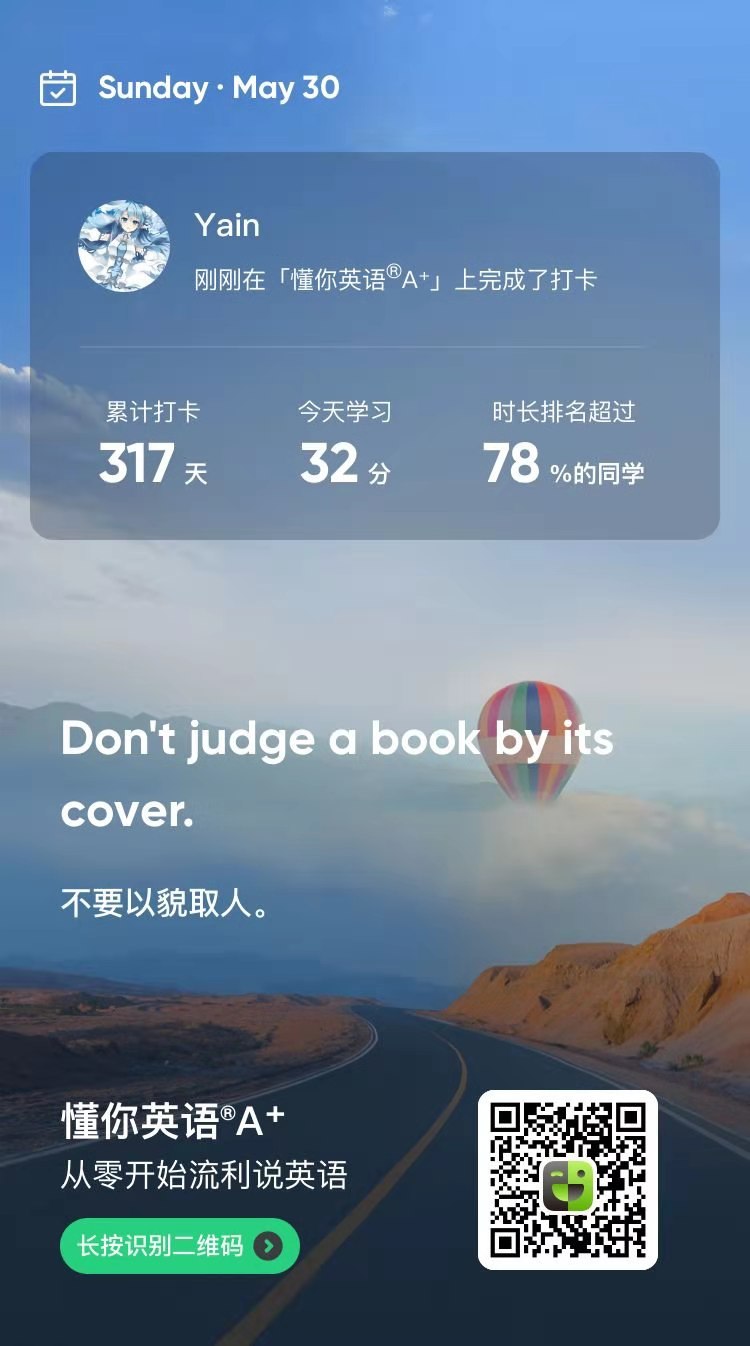 Sunday · May 30
Yain
刚刚在「懂你英语®A⁺」上完成了打卡
累计打卡 今天学习 时长排名超过
317 天 32 分 78 %的同学
Don't judge a book by its
cover.
不要以貌取人。
懂你英语®A⁺
从零开始流利说英语
长按识别二维码